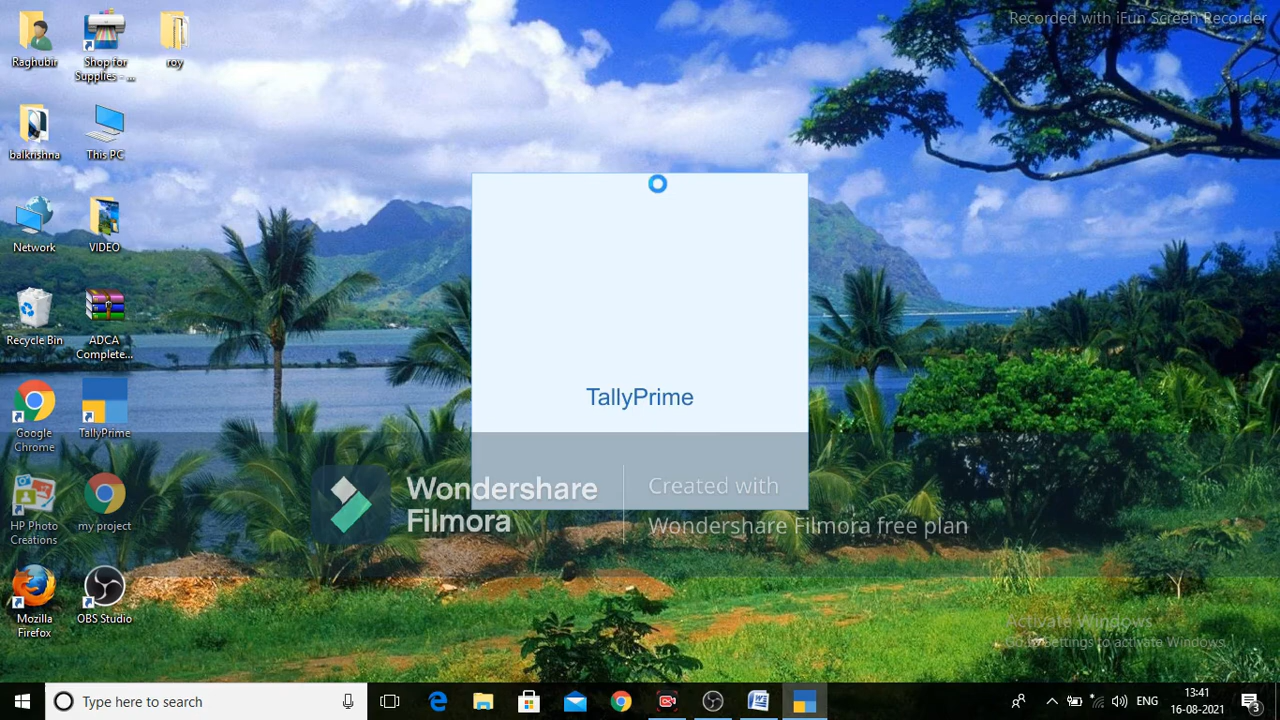 Recorded with iFun Screen Recorder
Raghubir
Shop for
Supplies - ...
roy
balkrishna
This PC
Network
VIDEO
Recycle Bin
ADCA
Complete...
Google
Chrome
TallyPrime
TallyPrime
HP Photo
Creations
my project
Wondershare
Filmora
Created with
Wondershare Filmora free plan
Mozilla
Firefox
OBS Studio
Activate Windows
Go to Settings to activate Windows.
Type here to search
ENG
13:41
16-08-2021
3